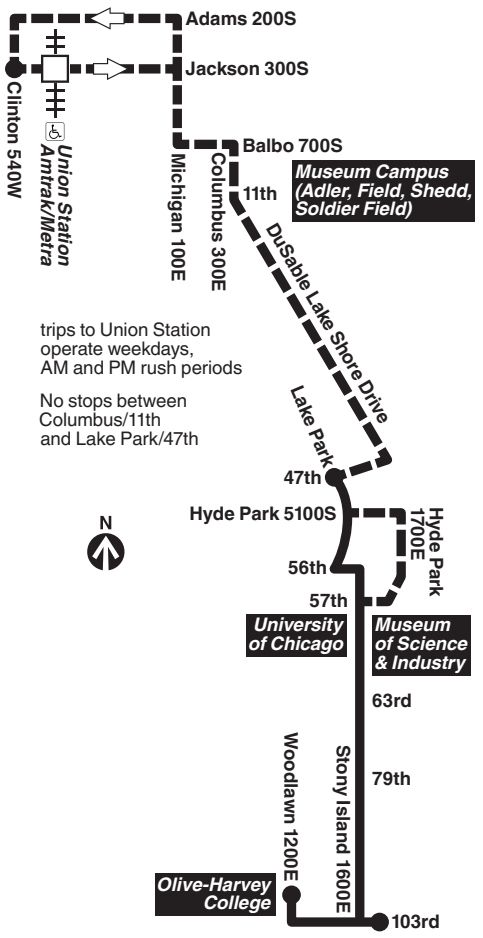 Adams 200S
Jackson 300S
Clinton 540W
Union Station
Amtrak/Metra
Michigan 100E
Columbus 300E
Balbo 700S
11th
Museum Campus
(Adler, Field, Shedd,
Soldier Field)
DuSable Lake Shore Drive
trips to Union Station
operate weekdays,
AM and PM rush periods
No stops between
Columbus/11th
and Lake Park/47th
Lake Park
47th
N
Hyde Park 5100S
Hyde Park
1700E
56th
57th
University
of Chicago
Museum
of Science
& Industry
63rd
79th
Woodlawn 1200E
Stony Island 1600E
Olive-Harvey
College
103rd